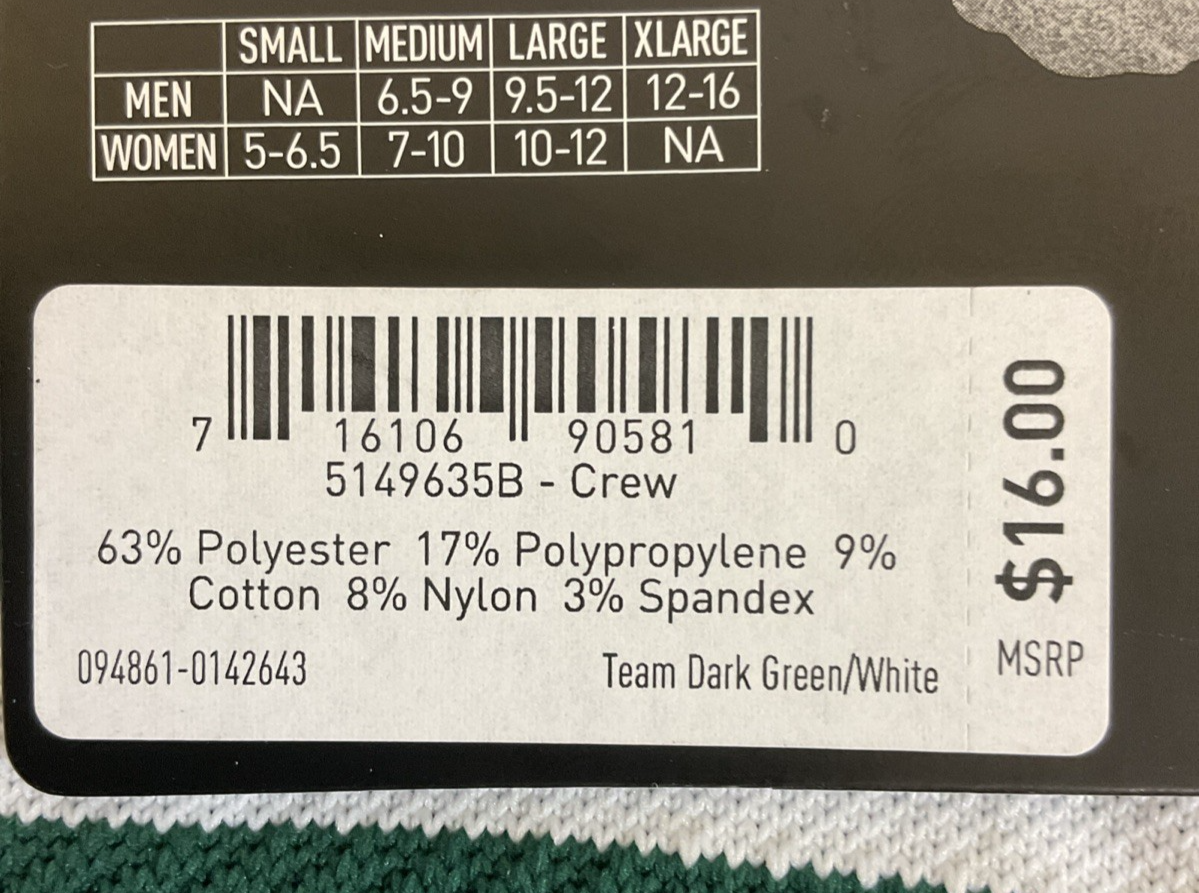 SMALL MEDIUM LARGE XLARGE
MEN NA 6.5-9 9.5-12 12-16
WOMEN 5-6.5 7-10 10-12 NA
7 16106 90581 0
5149635B - Crew
63% Polyester 17% Polypropylene 9%
Cotton 8% Nylon 3% Spandex
094861-0142643 Team Dark Green/White
$16.00
MSRP